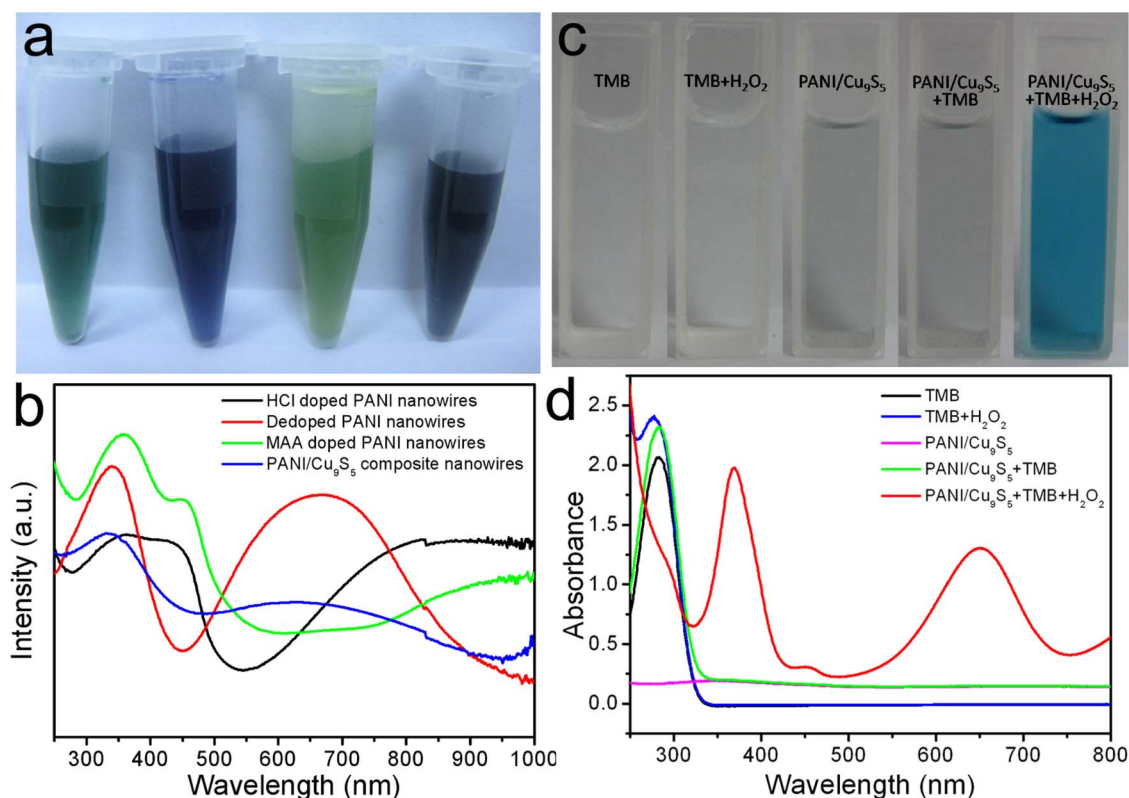 a
c
TMB
TMB+H₂O₂
PANI/Cu₉S₅
PANI/Cu₉S₅
+TMB
PANI/Cu₉S₅
+TMB+H₂O₂
b
HCl doped PANI nanowires
Dedoped PANI nanowires
MAA doped PANI nanowires
PANI/Cu₉S₅ composite nanowires
Intensity (a.u.)
300 400 500 600 700 800 900 1000
Wavelength (nm)
d
TMB
TMB+H₂O₂
PANI/Cu₉S₅
PANI/Cu₉S₅+TMB
PANI/Cu₉S₅+TMB+H₂O₂
Absorbance
2.5
2.0
1.5
1.0
0.5
0.0
300 400 500 600 700 800
Wavelength (nm)